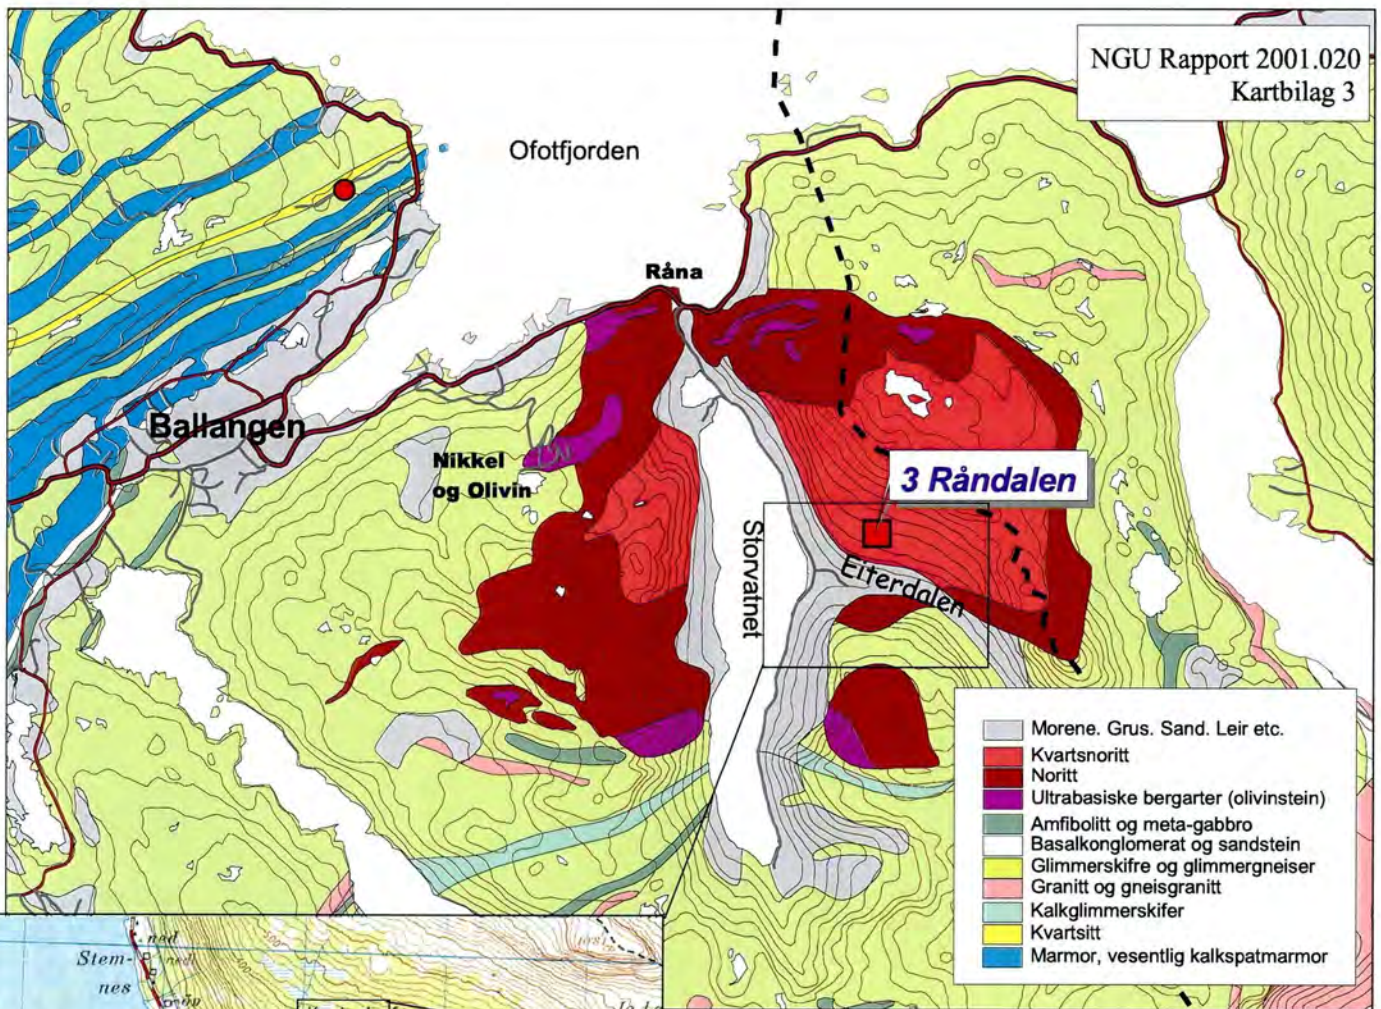 NGU Rapport 2001.020
Kartbilag 3
Ofotfjorden
Råna
Ballangen
Nikkel
og Olivin
3 Råndalen
Storvatnet
Eiterdalen
Morene. Grus. Sand. Leir etc.
Kvartsnoritt
Noritt
Ultrabasiske bergarter (olivinstein)
Amfibolitt og meta-gabbro
Basalkonglomerat og sandstein
Glimmerskifre og glimmergneiser
Granitt og gneisgranitt
Kalkglimmerskifer
Kvartsitt
Marmor, vesentlig kalkspatmarmor
Stem-
nes